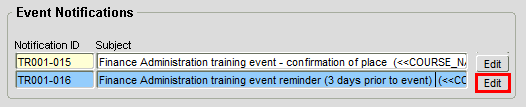 Event Notifications
Notification ID Subject
TR001-015 Finance Administration training event - confirmation of place (<<COURSE_NA Edit
TR001-016 Finance Administration training event reminder (3 days prior to event) (<<CO Edit